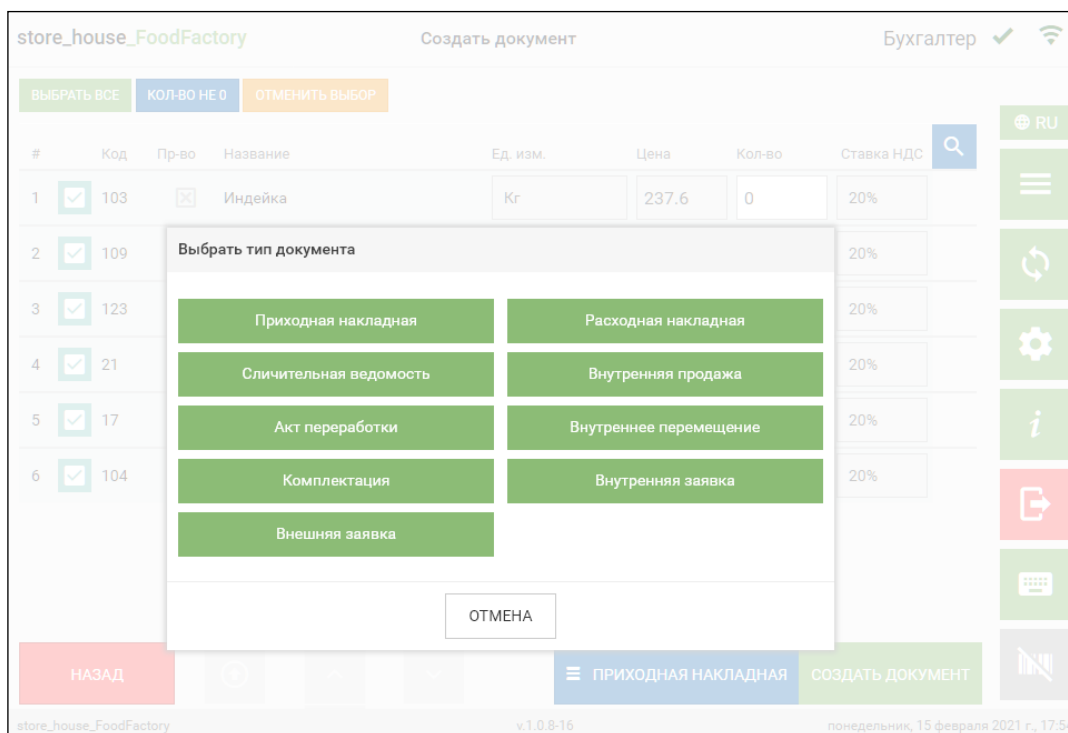 store_house_FoodFactory Создать документ Бухгалтер
ВЫБРАТЬ ВСЕ КОЛ-ВО НЕ 0 ОТМЕНИТЬ ВЫБОР
RU
# Код Пр-во Название Ед. изм. Цена Кол-во Ставка НДС
1 103 Индейка Кг 237.6 0 20%
Выбрать тип документа
2 109 20%
3 123 20%
Приходная накладная Расходная накладная
4 21 20%
Сличительная ведомость Внутренняя продажа
5 17 20%
Акт переработки Внутреннее перемещение
6 104 20%
Комплектация Внутренняя заявка
Внешняя заявка
ОТМЕНА
НАЗАД ПРИХОДНАЯ НАКЛАДНАЯ СОЗДАТЬ ДОКУМЕНТ
store_house_FoodFactory v.1.0.8-16 понедельник, 15 февраля 2021 г., 17:54